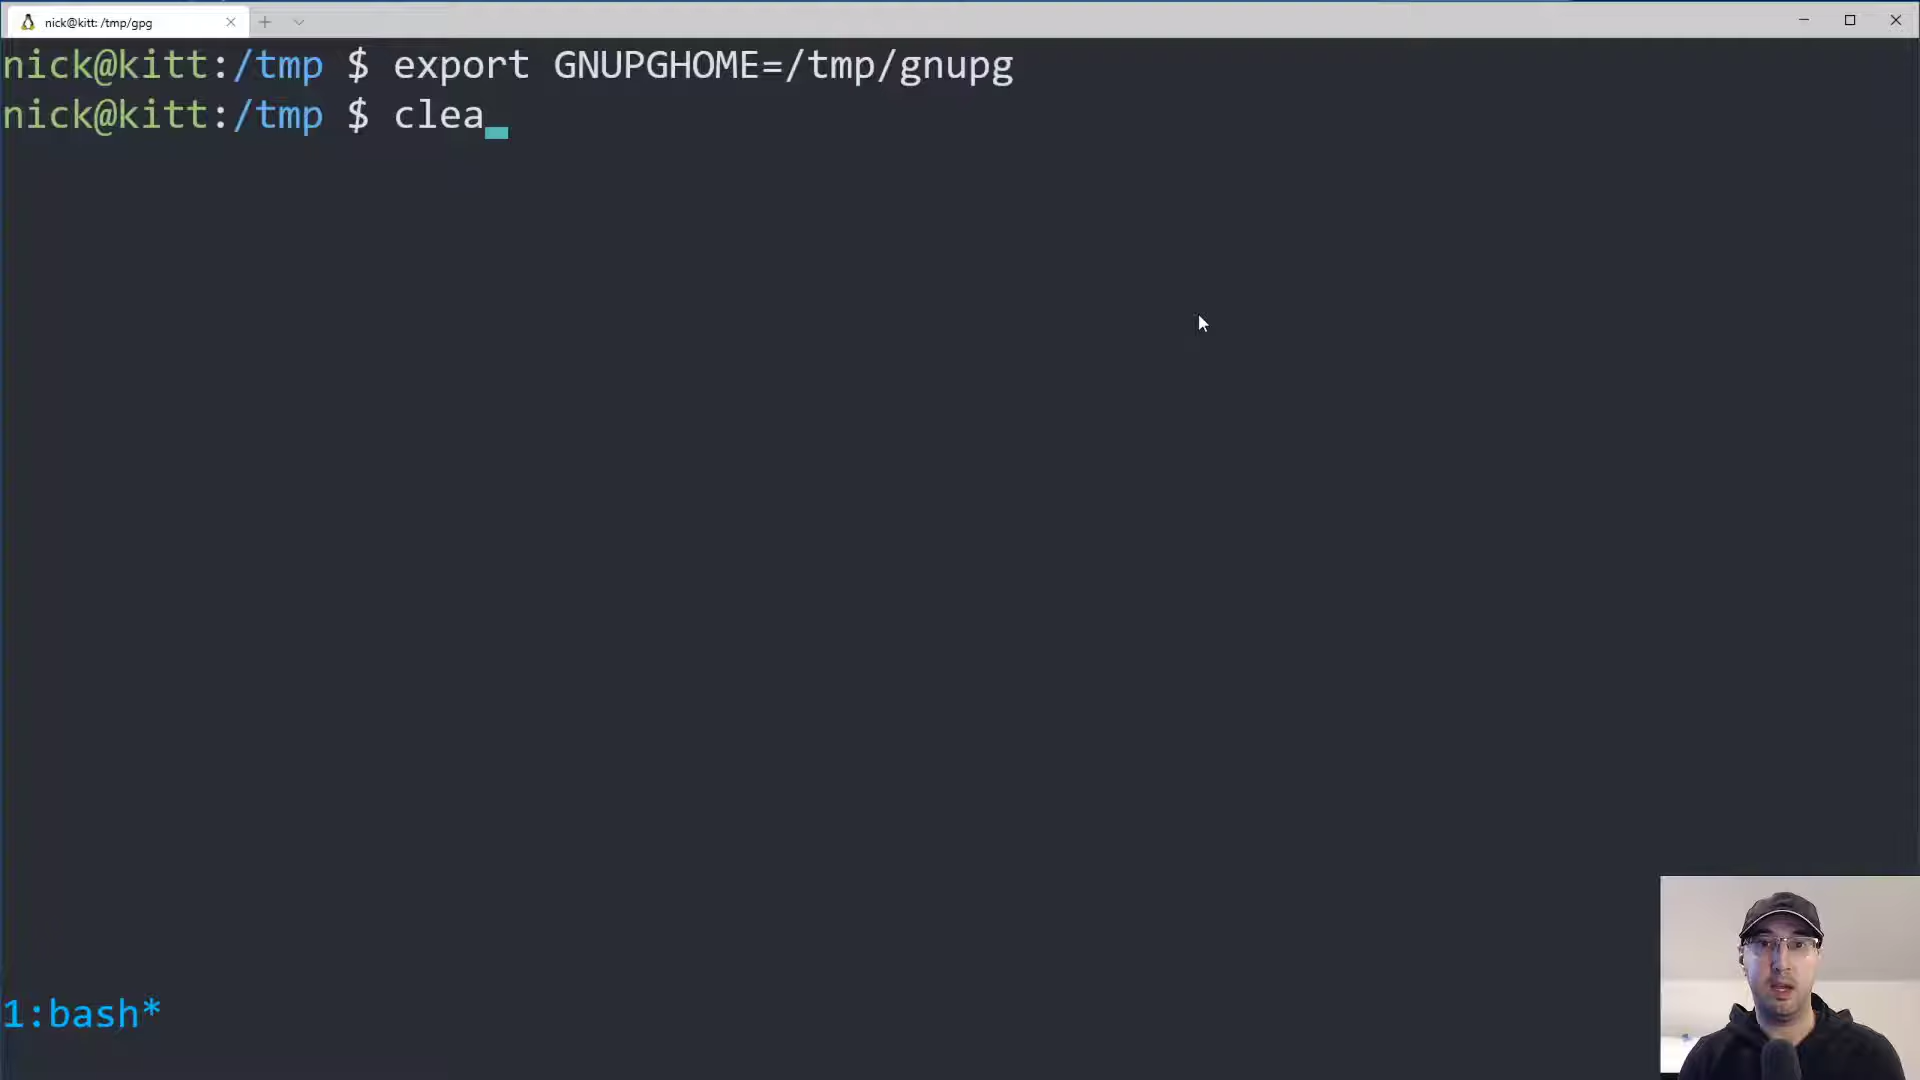 nick@kitt: /tmp/gpg
nick@kitt:/tmp $ export GNUPGHOME=/tmp/gnupg
nick@kitt:/tmp $ clea
1:bash*